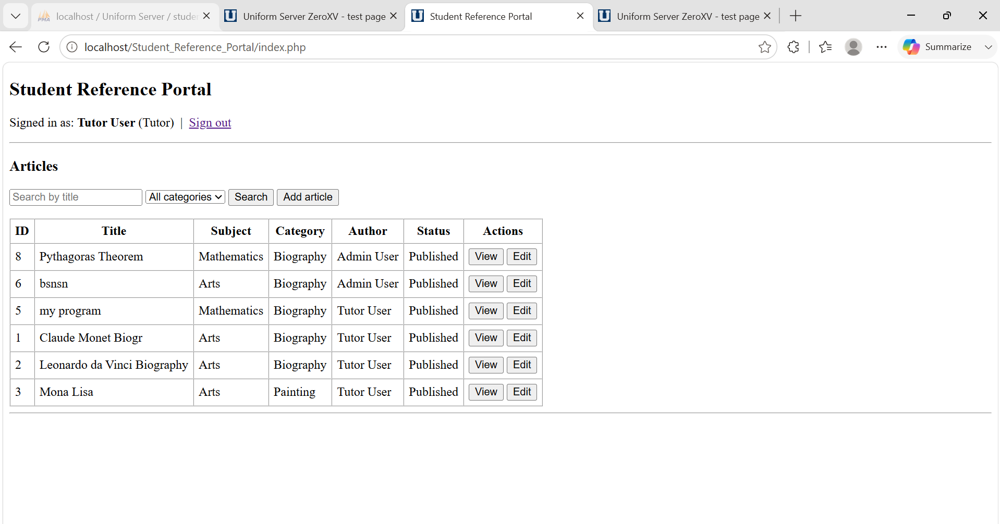 localhost / Uniform Server / stude
Uniform Server ZeroXV - test page
Student Reference Portal
Uniform Server ZeroXV - test page
PMA
localhost/Student_Reference_Portal/index.php
Summarize
Student Reference Portal
Signed in as: Tutor User (Tutor) | Sign out
Articles
Search by title All categories Search Add article
ID Title Subject Category Author Status Actions
8 Pythagoras Theorem Mathematics Biography Admin User Published View Edit
6 bsnsn Arts Biography Admin User Published View Edit
5 my program Mathematics Biography Tutor User Published View Edit
1 Claude Monet Biogr Arts Biography Tutor User Published View Edit
2 Leonardo da Vinci Biography Arts Biography Tutor User Published View Edit
3 Mona Lisa Arts Painting Tutor User Published View Edit